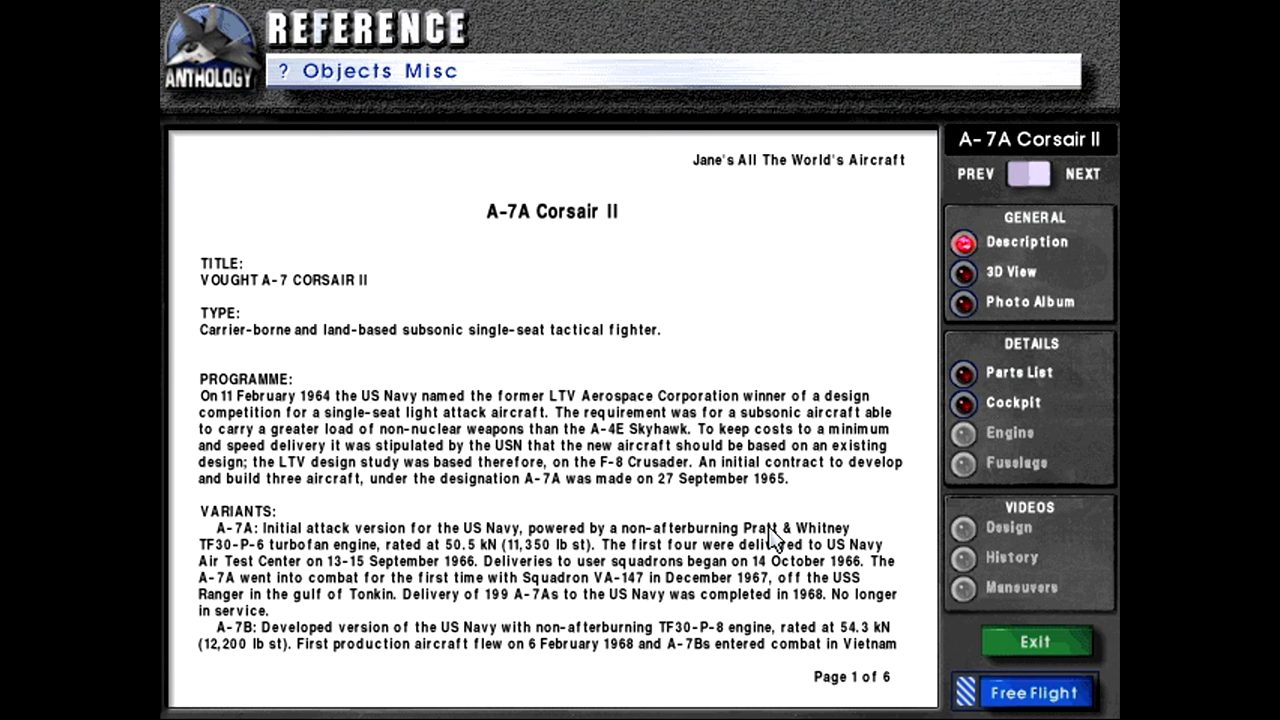 REFERENCE
ANTHOLOGY
? Objects Misc
Jane's All The World's Aircraft
A-7A Corsair II
TITLE:
VOUGHT A-7 CORSAIR II
TYPE:
Carrier-borne and land-based subsonic single-seat tactical fighter.
PROGRAMME:
On 11 February 1964 the US Navy named the former LTV Aerospace Corporation winner of a design
competition for a single-seat light attack aircraft. The requirement was for a subsonic aircraft able
to carry a greater load of non-nuclear weapons than the A-4E Skyhawk. To keep costs to a minimum
and speed delivery it was stipulated by the USN that the new aircraft should be based on an existing
design; the LTV design study was based therefore, on the F-8 Crusader. An initial contract to develop
and build three aircraft, under the designation A-7A was made on 27 September 1965.
VARIANTS:
A-7A: Initial attack version for the US Navy, powered by a non-afterburning Pratt & Whitney
TF30-P-6 turbofan engine, rated at 50.5 kN (11,350 lb st). The first four were delivered to US Navy
Air Test Center on 13-15 September 1966. Deliveries to user squadrons began on 14 October 1966. The
A-7A went into combat for the first time with Squadron VA-147 in December 1967, off the USS
Ranger in the gulf of Tonkin. Delivery of 199 A-7As to the US Navy was completed in 1968. No longer
in service.
A-7B: Developed version of the US Navy with non-afterburning TF30-P-8 engine, rated at 54.3 kN
(12,200 lb st). First production aircraft flew on 6 February 1968 and A-7Bs entered combat in Vietnam
Page 1 of 6
A-7A Corsair II
PREV NEXT
GENERAL
Description
3D View
Photo Album
DETAILS
Parts List
Cockpit
Engine
Fuselage
VIDEOS
Design
History
Maneuvers
Exit
Free Flight